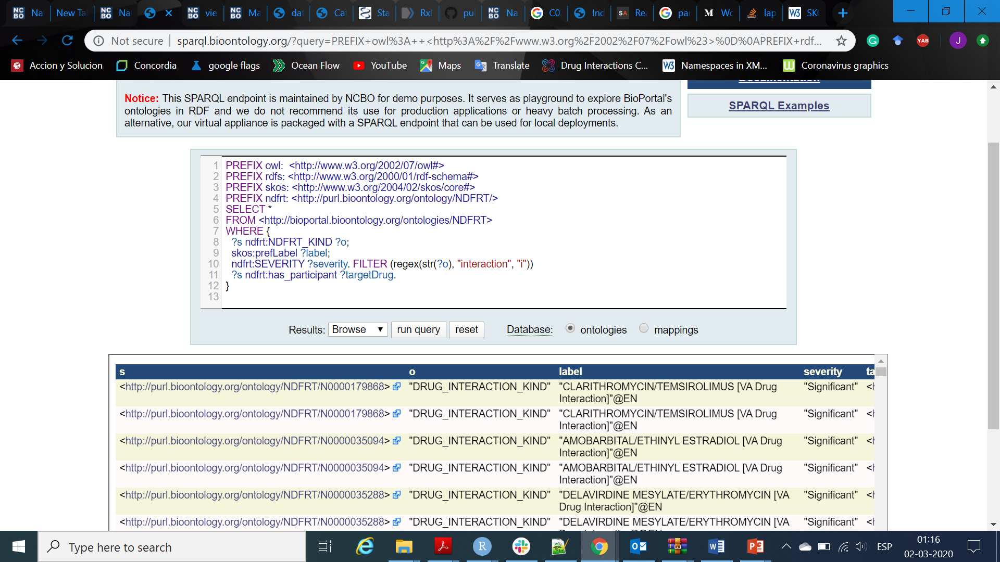 Na
New Ta
Na
vie
Ma
dat
Cat
Sta
RxN
pu
Na
C0
Ind
SA
Re
pa
M
Wo
lap
W3
SK
Not secure
sparql.bioontology.org/?query=PREFIX+owl%3A++<http%3A%2F%2Fwww.w3.org%2F2002%2F07%2Fowl%23>%0D%0APREFIX+rdf...
YAB
J
Accion y Solucion
Concordia
google flags
Ocean Flow
YouTube
Maps
Translate
Drug Interactions C...
Namespaces in XM...
Coronavirus graphics
Documentation
SPARQL Examples
Notice: This SPARQL endpoint is maintained by NCBO for demo purposes. It serves as playground to explore BioPortal's
ontologies in RDF and we do not recommend its use for production applications or heavy batch processing. As an
alternative, our virtual appliance is packaged with a SPARQL endpoint that can be used for local deployments.
1 PREFIX owl:  <http://www.w3.org/2002/07/owl#>
2 PREFIX rdfs: <http://www.w3.org/2000/01/rdf-schema#>
3 PREFIX skos: <http://www.w3.org/2004/02/skos/core#>
4 PREFIX ndfrt: <http://purl.bioontology.org/ontology/NDFRT/>
5 SELECT *
6 FROM <http://bioportal.bioontology.org/ontologies/NDFRT>
7 WHERE {
8   ?s ndfrt:NDFRT_KIND ?o;
9   skos:prefLabel ?label;
10   ndfrt:SEVERITY ?severity. FILTER (regex(str(?o), "interaction", "i"))
11   ?s ndfrt:has_participant ?targetDrug.
12 }
13
Results: Browse run query reset Database: ontologies mappings
s o label severity ta
<http://purl.bioontology.org/ontology/NDFRT/N0000179868> "DRUG_INTERACTION_KIND" "CLARITHROMYCIN/TEMSIROLIMUS [VA Drug "Significant" <h
Interaction]"@EN
<http://purl.bioontology.org/ontology/NDFRT/N0000179868> "DRUG_INTERACTION_KIND" "CLARITHROMYCIN/TEMSIROLIMUS [VA Drug "Significant" <h
Interaction]"@EN
<http://purl.bioontology.org/ontology/NDFRT/N0000035094> "DRUG_INTERACTION_KIND" "AMOBARBITAL/ETHINYL ESTRADIOL [VA Drug "Significant" <h
Interaction]"@EN
<http://purl.bioontology.org/ontology/NDFRT/N0000035094> "DRUG_INTERACTION_KIND" "AMOBARBITAL/ETHINYL ESTRADIOL [VA Drug "Significant" <h
Interaction]"@EN
<http://purl.bioontology.org/ontology/NDFRT/N0000035288> "DRUG_INTERACTION_KIND" "DELAVIRDINE MESYLATE/ERYTHROMYCIN [VA "Significant" <h
Drug Interaction]"@EN
<http://purl.bioontology.org/ontology/NDFRT/N0000035288> "DRUG_INTERACTION_KIND" "DELAVIRDINE MESYLATE/ERYTHROMYCIN [VA "Significant" <h
Type here to search
ESP
01:16
02-03-2020